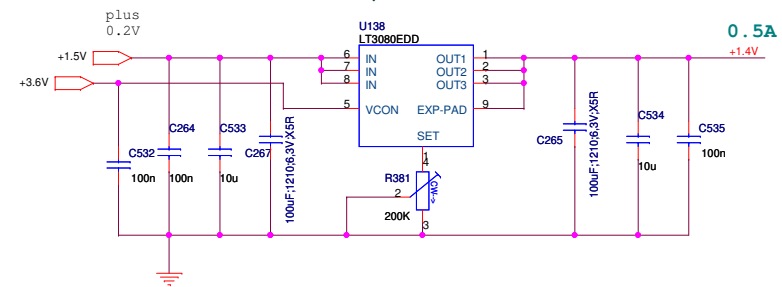 plus
0.2V
U138
LT3080EDD
0.5A
+1.5V
+1.4V
+3.6V
6 IN OUT1 1
7 IN OUT2 2
8 IN OUT3 3
5 VCON EXP-PAD 9
SET
1
4
R381
2
CW->
200K
3
C532
100n
C264
100n
C533
10u
C267
100uF;1210;6,3V;X5R
C265
100uF;1210;6,3V;X5R
C534
10u
C535
100n